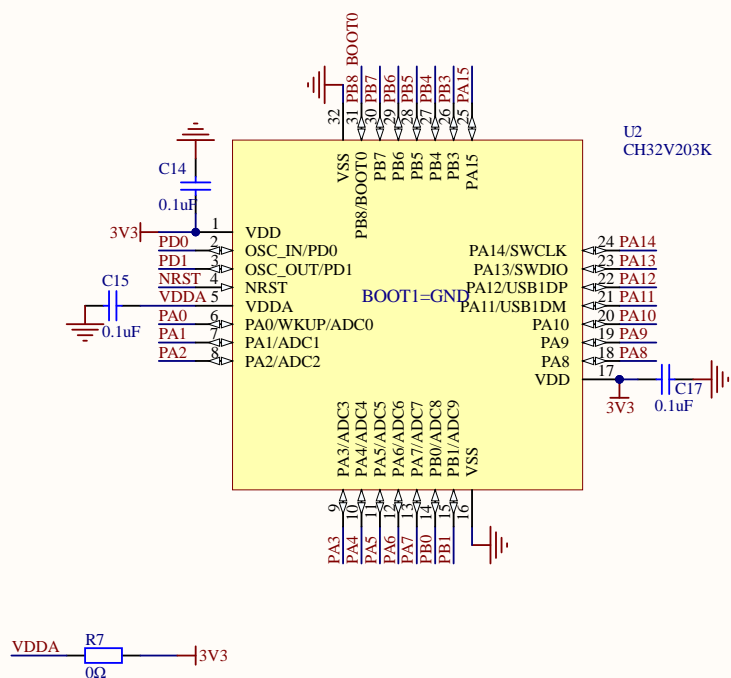 BOOT0
PB8
PB7
PB6
PB5
PB4
PB3
PA15
32
31
30
29
28
27
26
25
VSS
PB8/BOOT0
PB7
PB6
PB5
PB4
PB3
PA15
U2
CH32V203K
C14
0.1uF
3V3
1 VDD
PD0 2 OSC_IN/PD0
PD1 3 OSC_OUT/PD1
NRST 4 NRST
C15
0.1uF
VDDA 5 VDDA
PA0 6 PA0/WKUP/ADC0
PA1 7 PA1/ADC1
PA2 8 PA2/ADC2
BOOT1=GND
PA14/SWCLK 24 PA14
PA13/SWDIO 23 PA13
PA12/USB1DP 22 PA12
PA11/USB1DM 21 PA11
PA10 20 PA10
PA9 19 PA9
PA8 18 PA8
VDD 17
C17
0.1uF
3V3
PA3/ADC3
PA4/ADC4
PA5/ADC5
PA6/ADC6
PA7/ADC7
PB0/ADC8
PB1/ADC9
VSS
9
10
11
12
13
14
15
16
PA3
PA4
PA5
PA6
PA7
PB0
PB1
VDDA
R7
0Ω
3V3